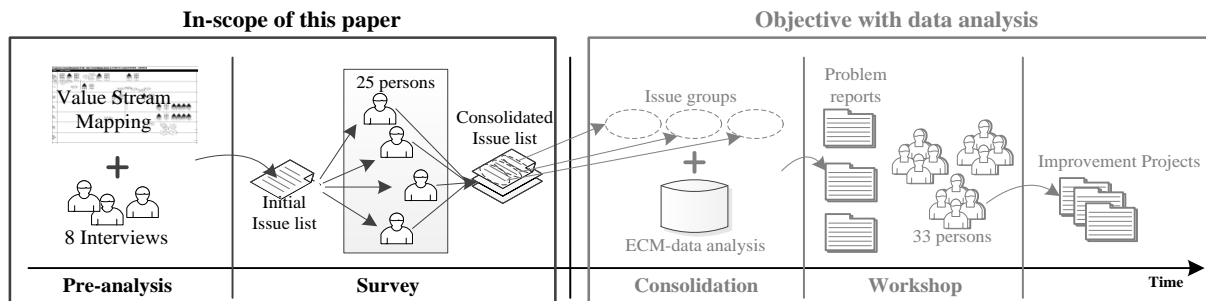 In-scope of this paper
Objective with data analysis
Value Stream
Mapping
8 Interviews
Initial
Issue list
25 persons
Consolidated
Issue list
Issue groups
ECM-data analysis
Problem
reports
33 persons
Improvement Projects
Pre-analysis
Survey
Consolidation
Workshop
Time